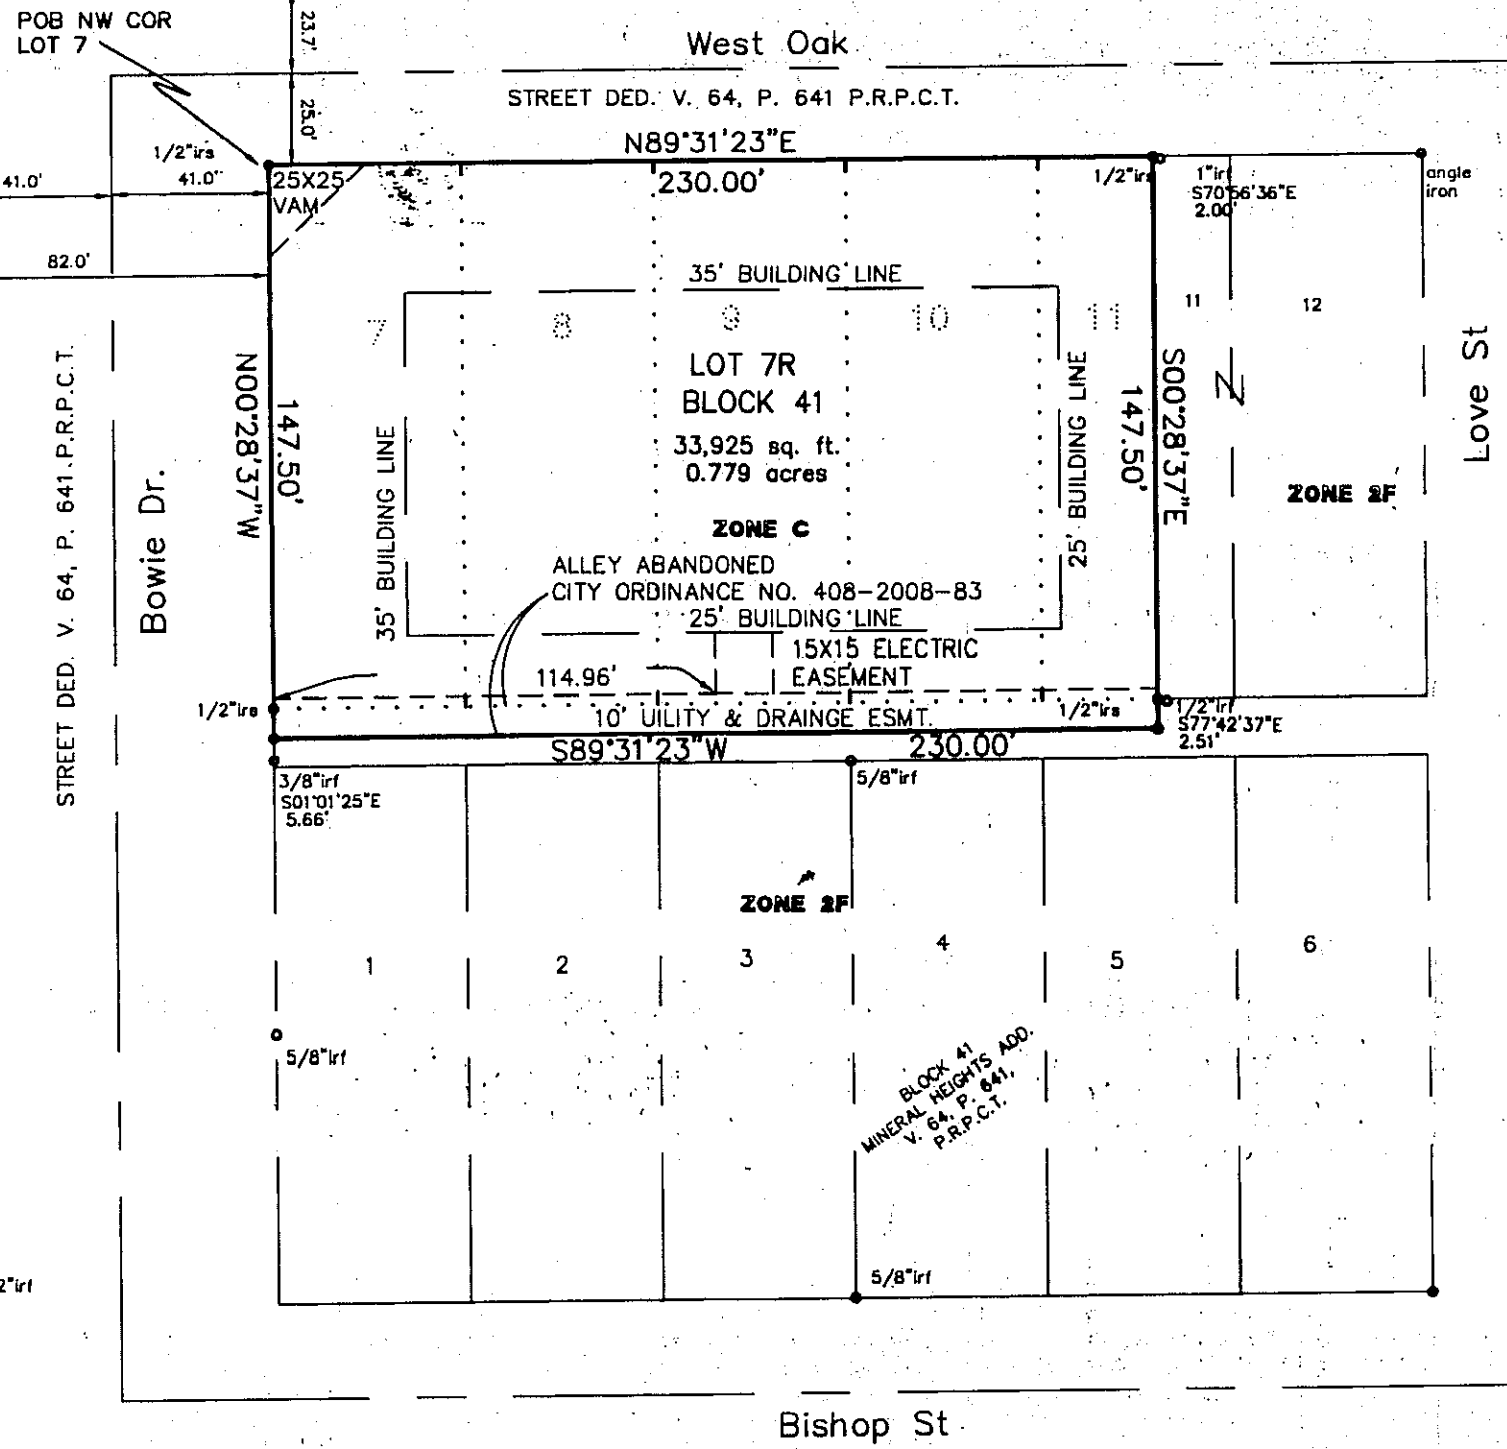 POB NW COR
LOT 7
23.7'
West Oak
STREET DED. V. 64, P. 641 P.R.P.C.T.
25.0'
1/2"irs
41.0'
41.0'
25X25
VAM
N89°31'23"E
230.00'
1/2"irs
1"irf
S70°56'36"E
2.00'
angle
iron
82.0'
35' BUILDING LINE
7
8
9
10
11
11
12
LOT 7R
BLOCK 41
33,925 sq. ft.
0.779 acres
ZONE C
ALLEY ABANDONED
CITY ORDINANCE NO. 408-2008-83
25' BUILDING LINE
15X15 ELECTRIC
EASEMENT
114.96'
35' BUILDING LINE
25' BUILDING LINE
N00°28'37"W
147.50'
147.50'
S00°28'37"E
Z
ZONE 2F
Love St
STREET DED. V. 64, P. 641 P.R.P.C.T.
Bowie Dr.
1/2"irs
10' UILITY & DRAINGE ESMT.
1/2"irs
1/2"irf
S77°42'37"E
2.51'
S89°31'23"W
230.00'
3/8"irf
S01°01'25"E
5.66'
5/8"irf
ZONE 2F
1
2
3
4
5
6
5/8"irf
BLOCK 41
MINERAL HEIGHTS ADD.
V. 64, P. 641,
P.R.P.C.T.
5/8"irf
2"irf
Bishop St